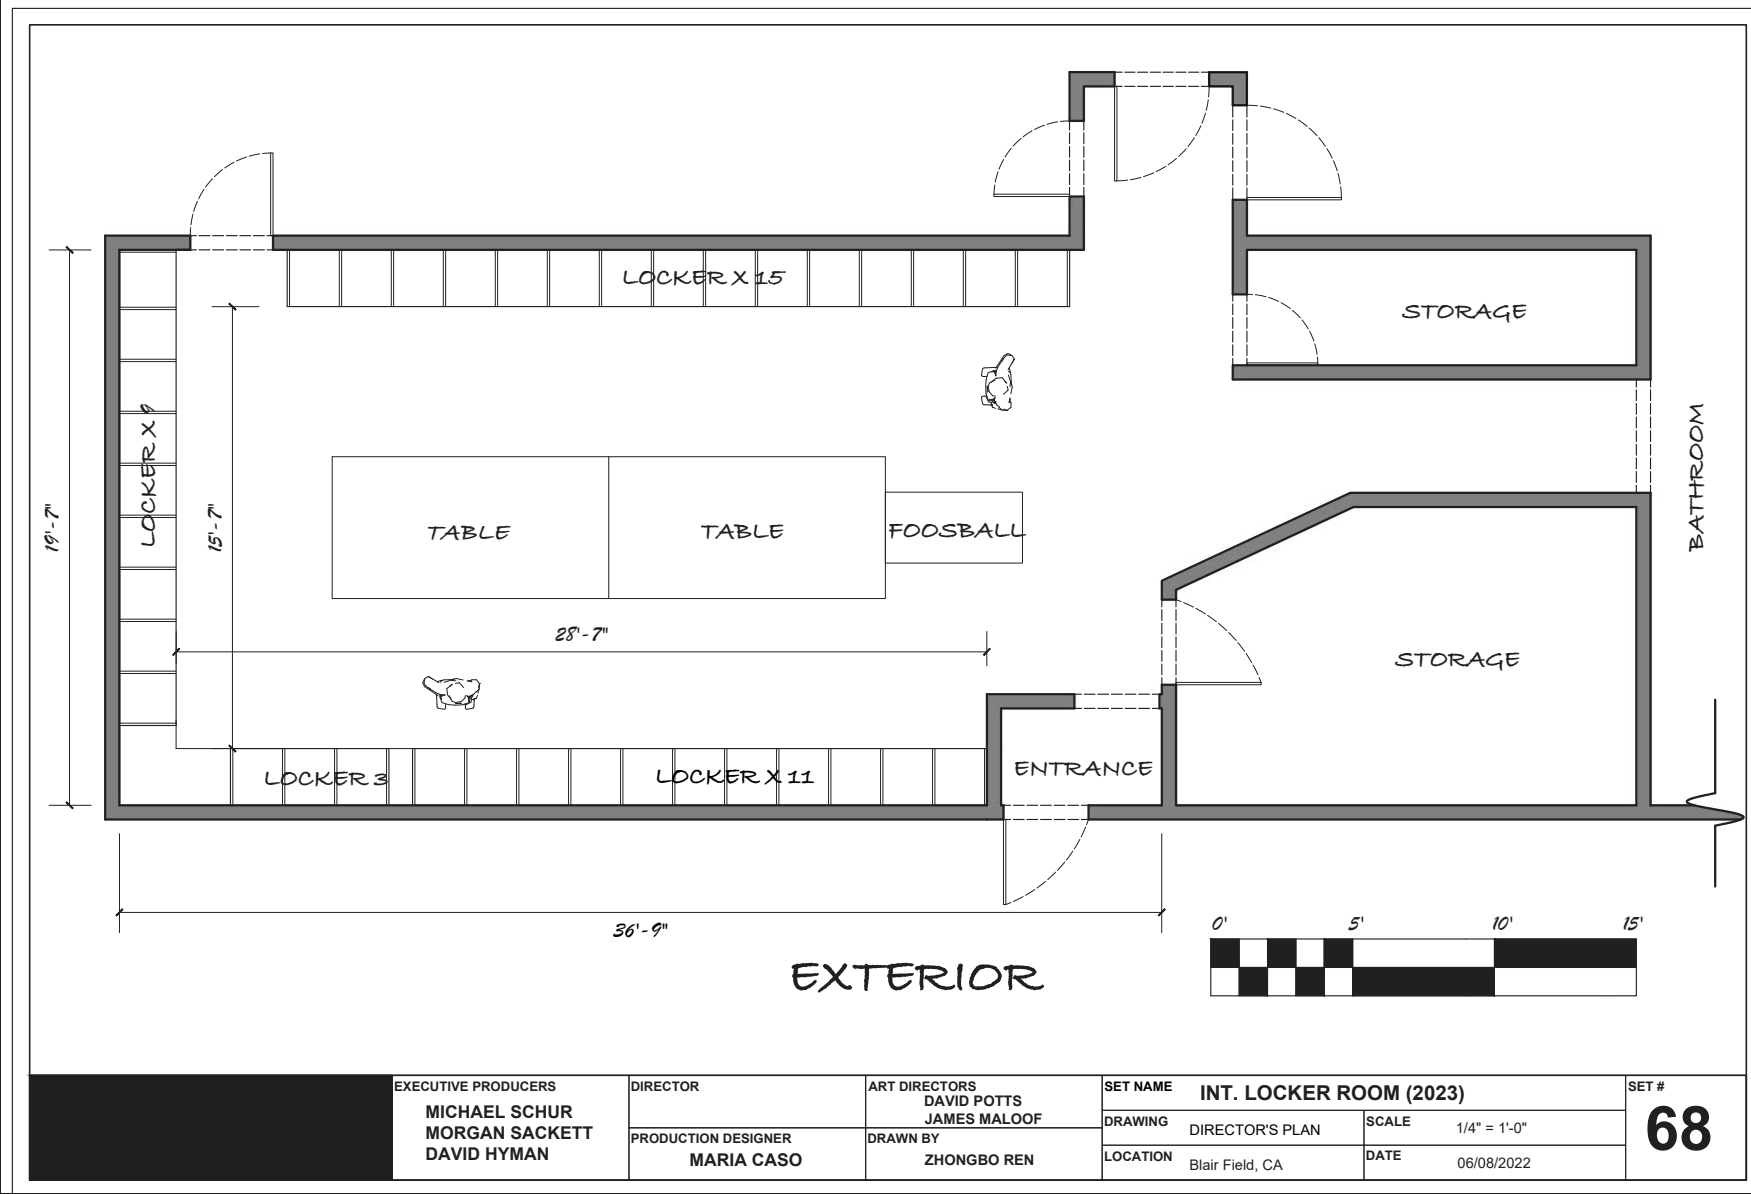 LOCKER X 15
STORAGE
LOCKER X 9
BATHROOM
19'-7"
15'-7"
TABLE
TABLE
FOOSBALL
28'-7"
STORAGE
LOCKER 3
LOCKER X 11
ENTRANCE
36'-9"
0'
5'
10'
15'
EXTERIOR
EXECUTIVE PRODUCERS
MICHAEL SCHUR
MORGAN SACKETT
DAVID HYMAN
DIRECTOR
PRODUCTION DESIGNER
MARIA CASO
ART DIRECTORS
DAVID POTTS
JAMES MALOOF
DRAWN BY
ZHONGBO REN
SET NAME INT. LOCKER ROOM (2023)
DRAWING DIRECTOR'S PLAN
SCALE 1/4" = 1'-0"
LOCATION Blair Field, CA
DATE 06/08/2022
SET #
68